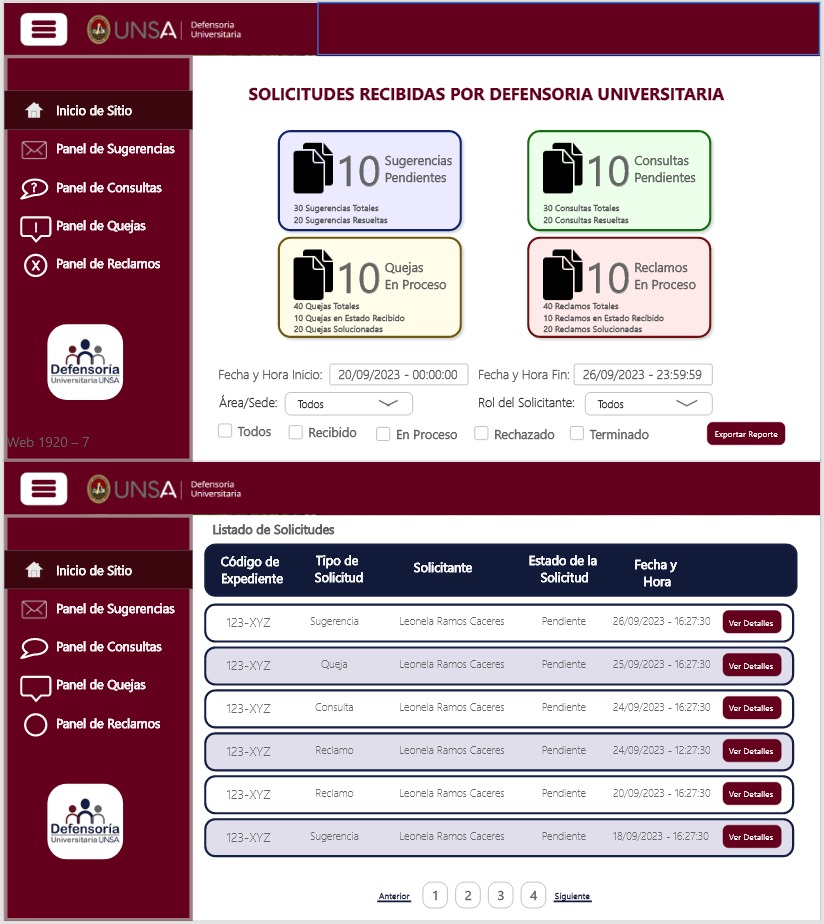 UNSA
Defensoria
Universitaria
Inicio de Sitio
Panel de Sugerencias
Panel de Consultas
Panel de Quejas
Panel de Reclamos
Defensoría
Universitaria UNSA
Web 1920 – 7
SOLICITUDES RECIBIDAS POR DEFENSORIA UNIVERSITARIA
10 Sugerencias
Pendientes
30 Sugerencias Totales
20 Sugerencias Resueltas
10 Consultas
Pendientes
30 Consultas Totales
20 Consultas Resueltas
10 Quejas
En Proceso
40 Quejas Totales
10 Quejas en Estado Recibido
20 Quejas Solucionadas
10 Reclamos
En Proceso
40 Reclamos Totales
10 Reclamos en Estado Recibido
20 Reclamos Solucionados
Fecha y Hora Inicio: 20/09/2023 - 00:00:00 Fecha y Hora Fin: 26/09/2023 - 23:59:59
Área/Sede: Todos Rol del Solicitante: Todos
Todos Recibido En Proceso Rechazado Terminado Exportar Reporte
UNSA
Defensoria
Universitaria
Inicio de Sitio
Panel de Sugerencias
Panel de Consultas
Panel de Quejas
Panel de Reclamos
Defensoría
Universitaria UNSA
Listado de Solicitudes
Código de Expediente Tipo de Solicitud Solicitante Estado de la Solicitud Fecha y Hora
123-XYZ Sugerencia Leonela Ramos Caceres Pendiente 26/09/2023 - 16:27:30 Ver Detalles
123-XYZ Queja Leonela Ramos Caceres Pendiente 25/09/2023 - 16:27:30 Ver Detalles
123-XYZ Consulta Leonela Ramos Caceres Pendiente 24/09/2023 - 16:27:30 Ver Detalles
123-XYZ Reclamo Leonela Ramos Caceres Pendiente 24/09/2023 - 12:27:30 Ver Detalles
123-XYZ Reclamo Leonela Ramos Caceres Pendiente 20/09/2023 - 16:27:30 Ver Detalles
123-XYZ Sugerencia Leonela Ramos Caceres Pendiente 18/09/2023 - 16:27:30 Ver Detalles
Anterior 1 2 3 4 Siguiente